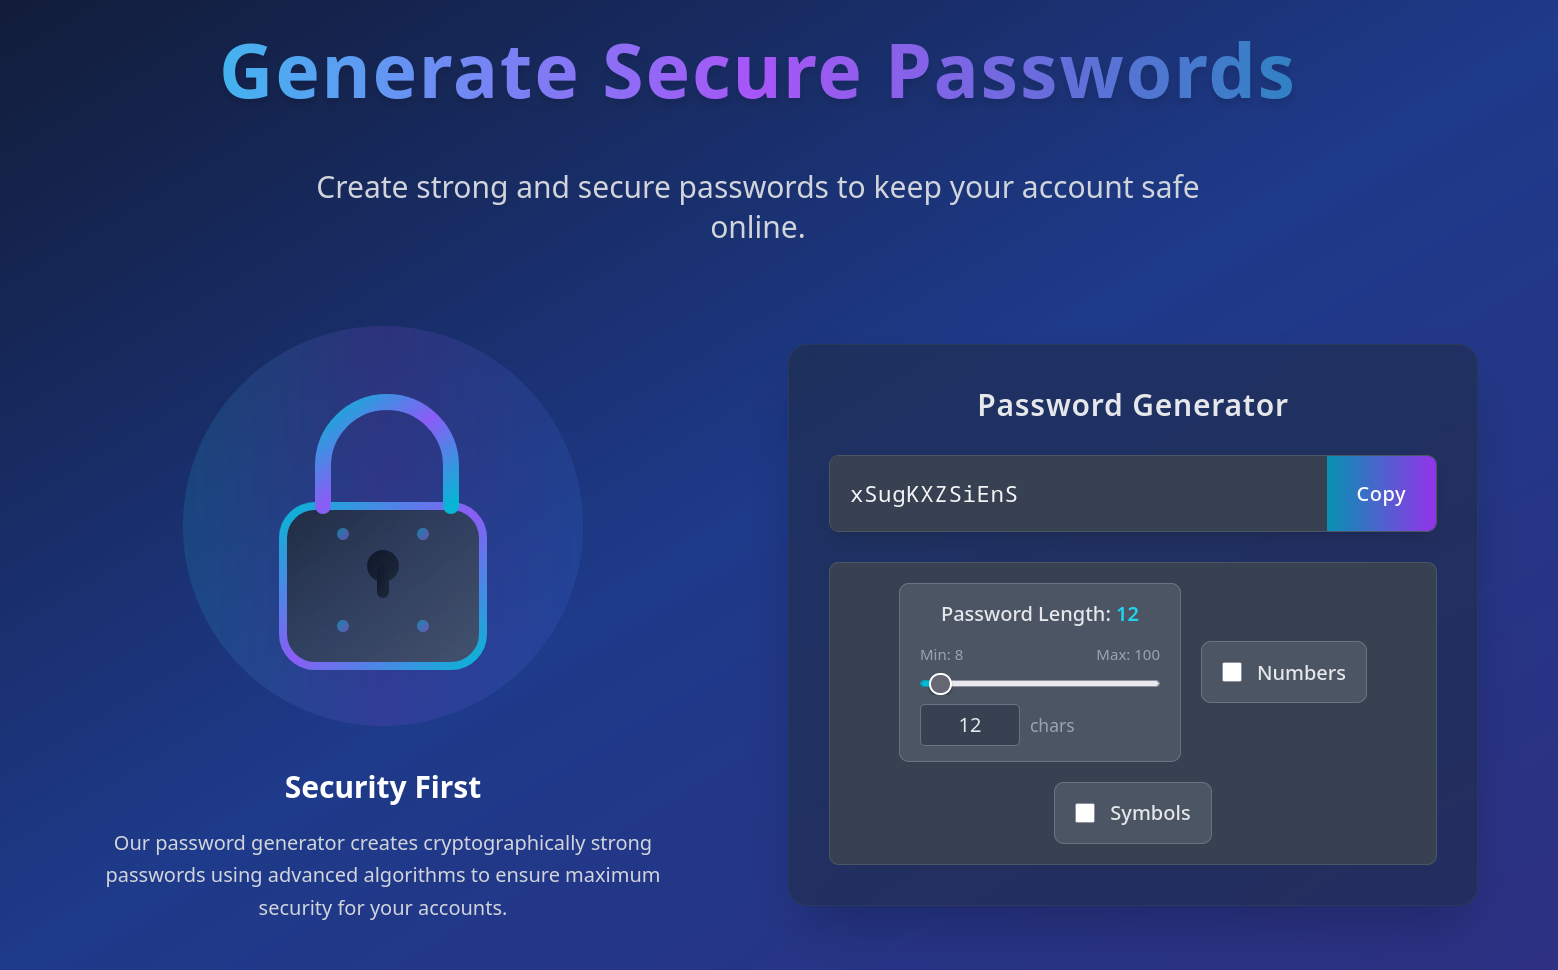 Generate Secure Passwords
Create strong and secure passwords to keep your account safe
online.
Security First
Our password generator creates cryptographically strong
passwords using advanced algorithms to ensure maximum
security for your accounts.
Password Generator
xSugKXZSiEnS
Copy
Password Length: 12
Min: 8 Max: 100
12 chars
Numbers
Symbols